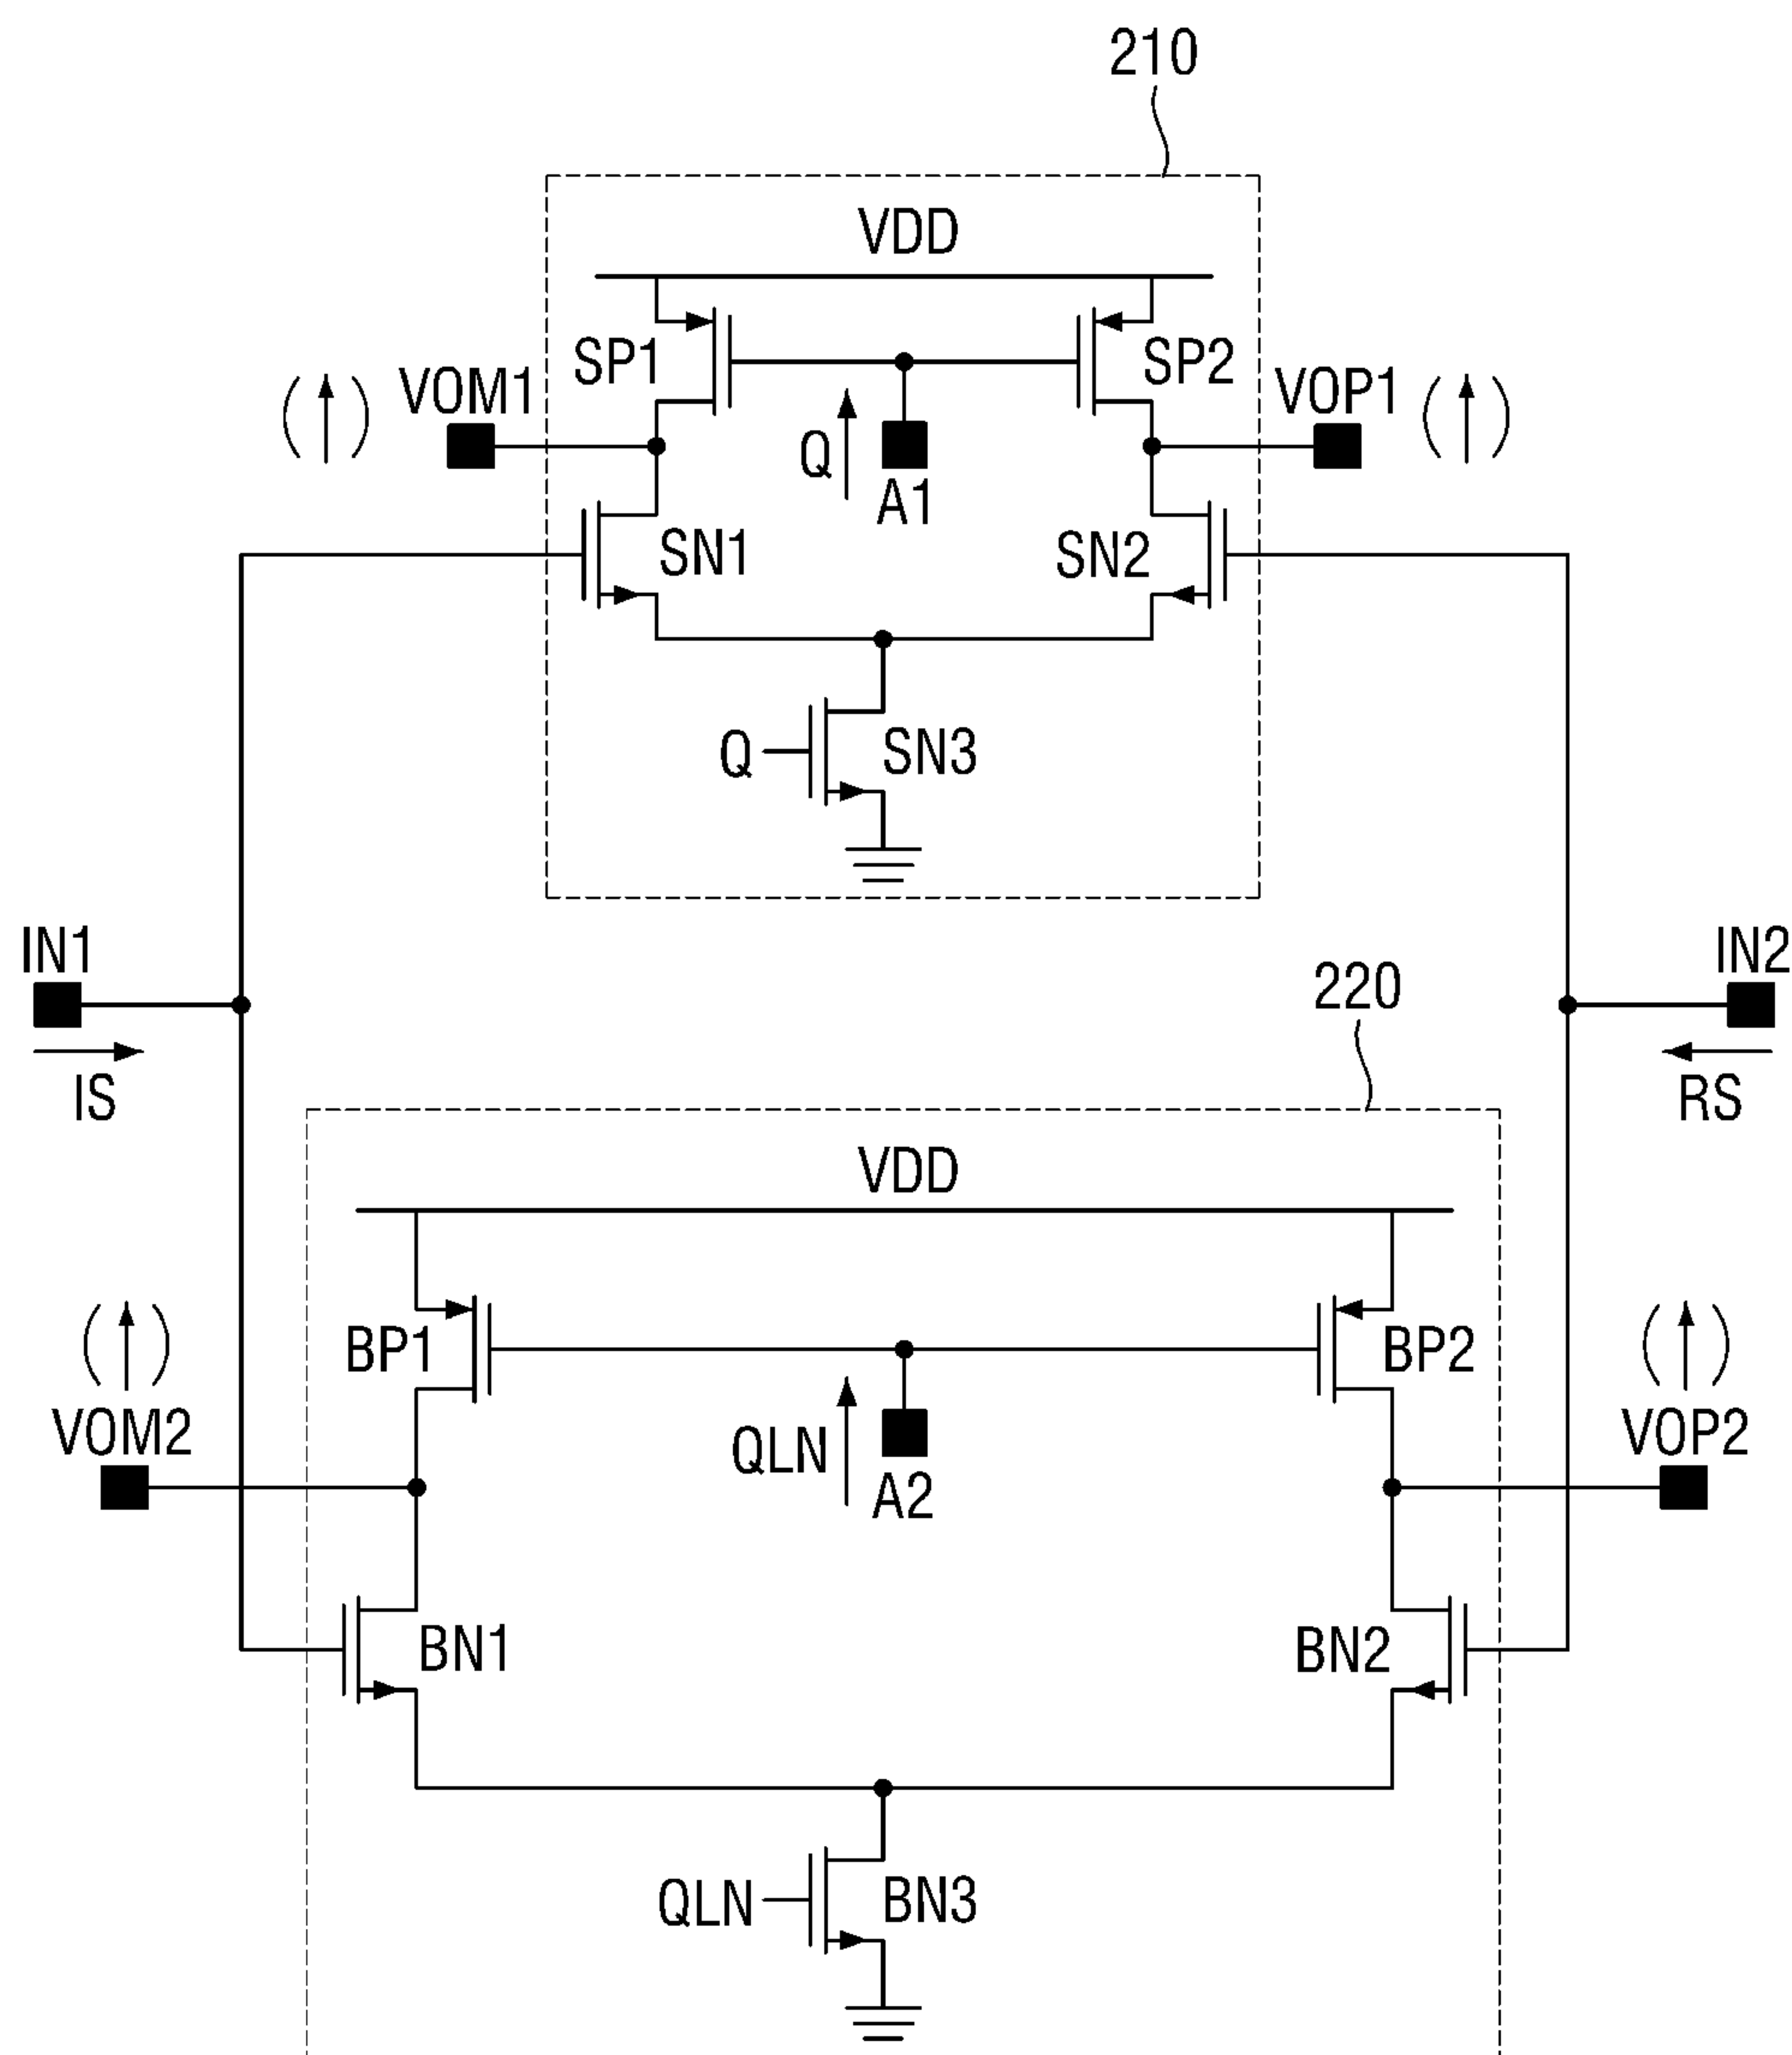 210
VDD
SP1
SP2
VOM1
VOP1
Q
A1
SN1
SN2
Q
SN3
IN1
IN2
220
IS
RS
VDD
BP1
BP2
VOM2
VOP2
QLN
A2
BN1
BN2
QLN
BN3